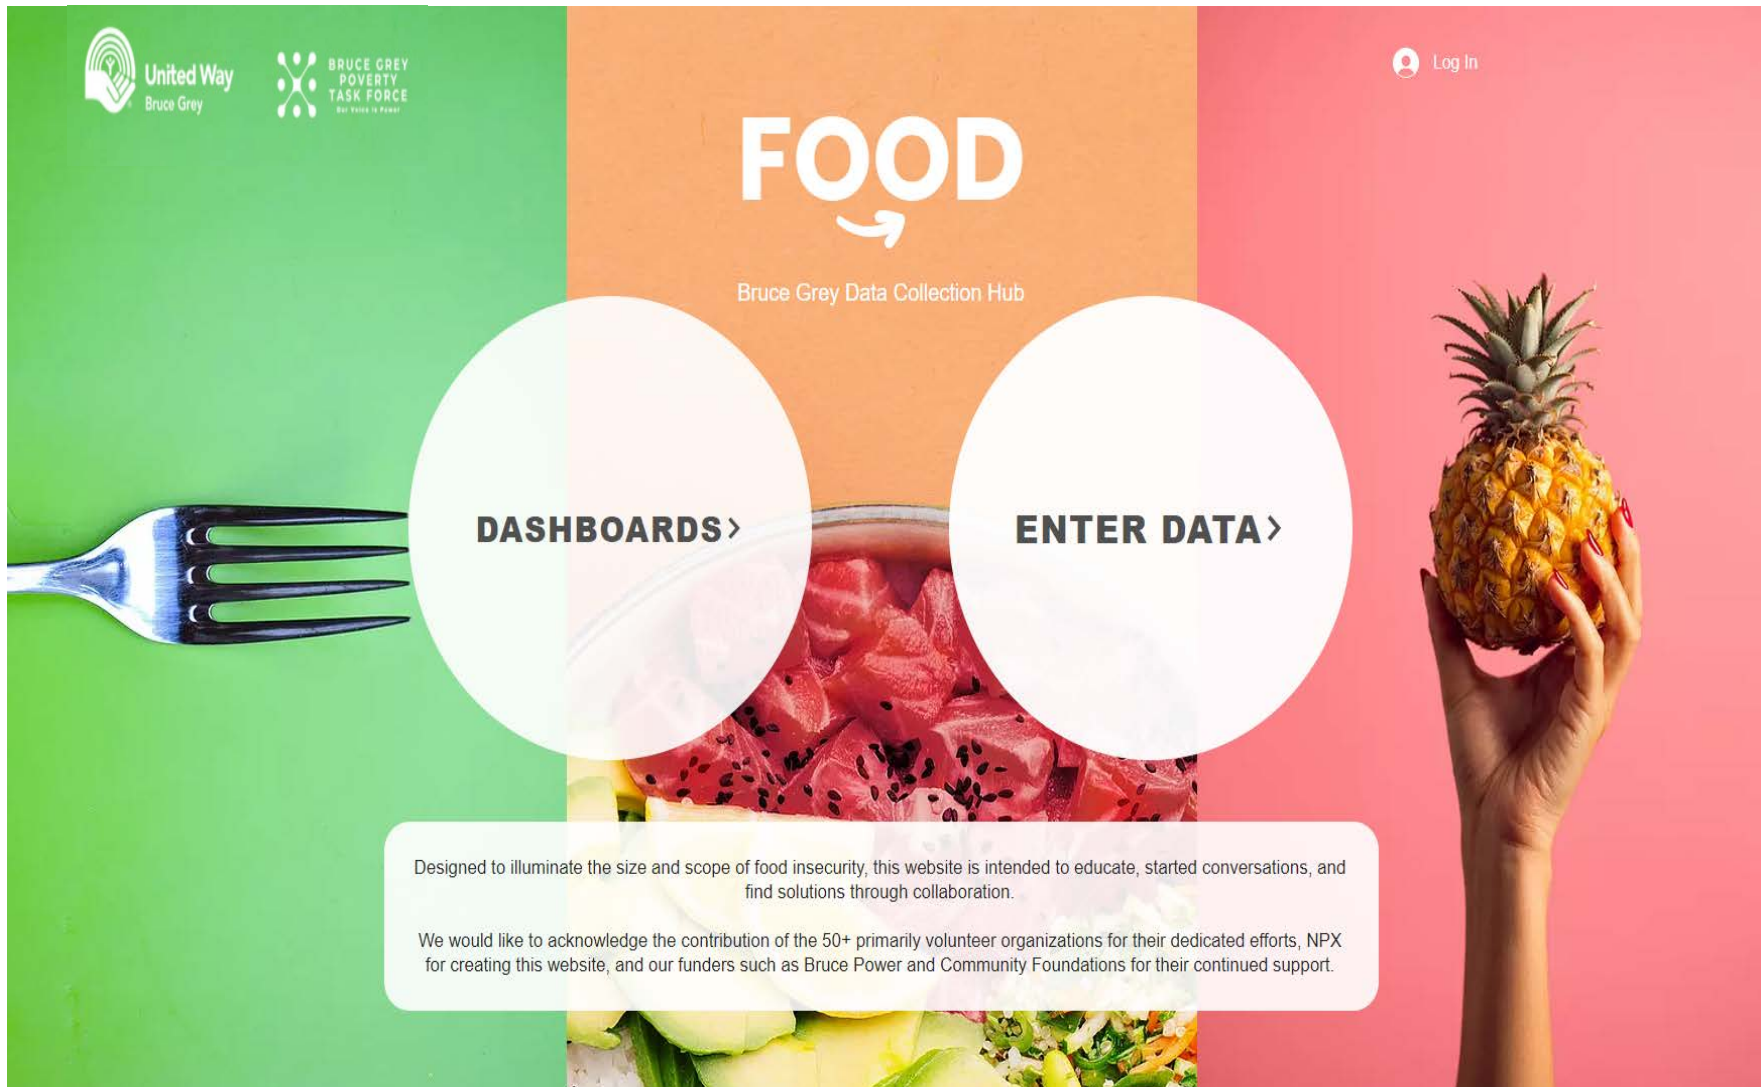 United Way
Bruce Grey
BRUCE GREY
POVERTY
TASK FORCE
Our Voice is Power
Log In
FOOD
Bruce Grey Data Collection Hub
DASHBOARDS>
ENTER DATA>
Designed to illuminate the size and scope of food insecurity, this website is intended to educate, started conversations, and
find solutions through collaboration.
We would like to acknowledge the contribution of the 50+ primarily volunteer organizations for their dedicated efforts, NPX
for creating this website, and our funders such as Bruce Power and Community Foundations for their continued support.